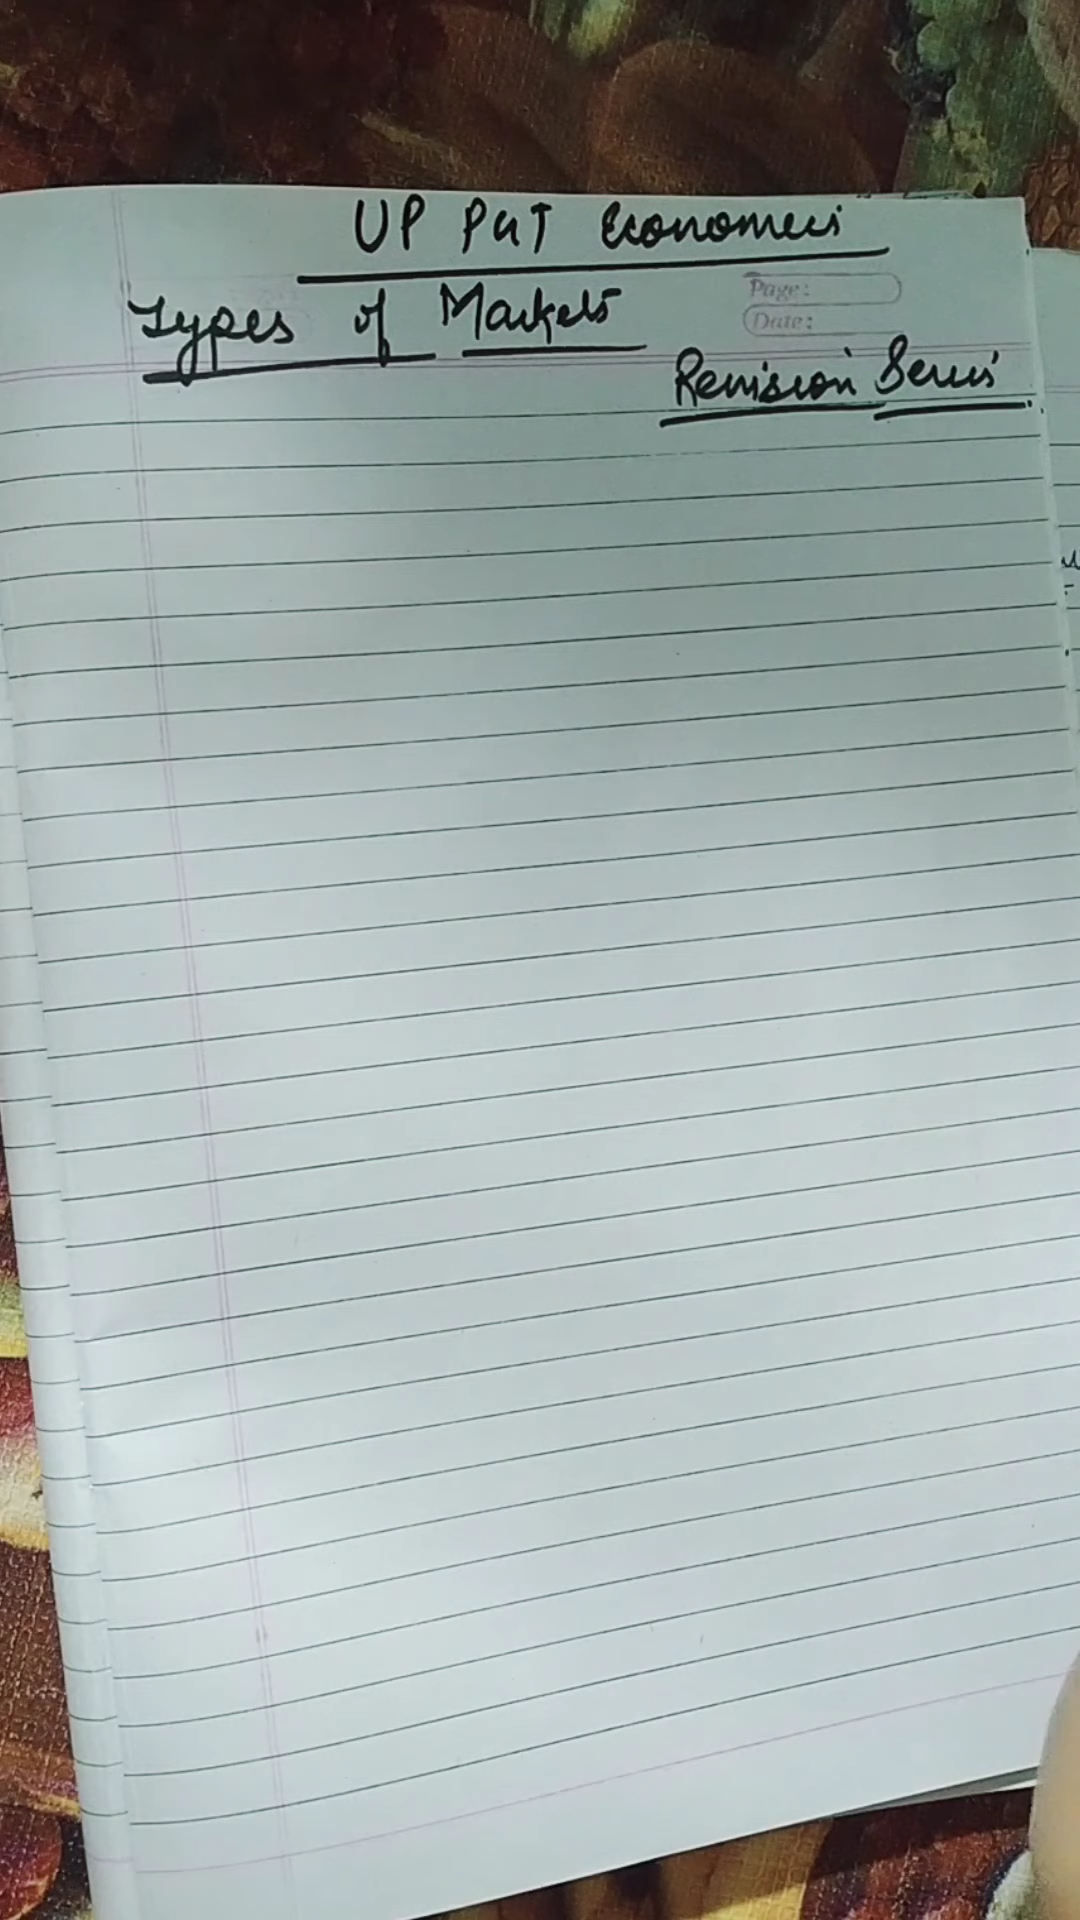 UP PGT Economics
Types of Markets
Page:
Date:
Revision Series